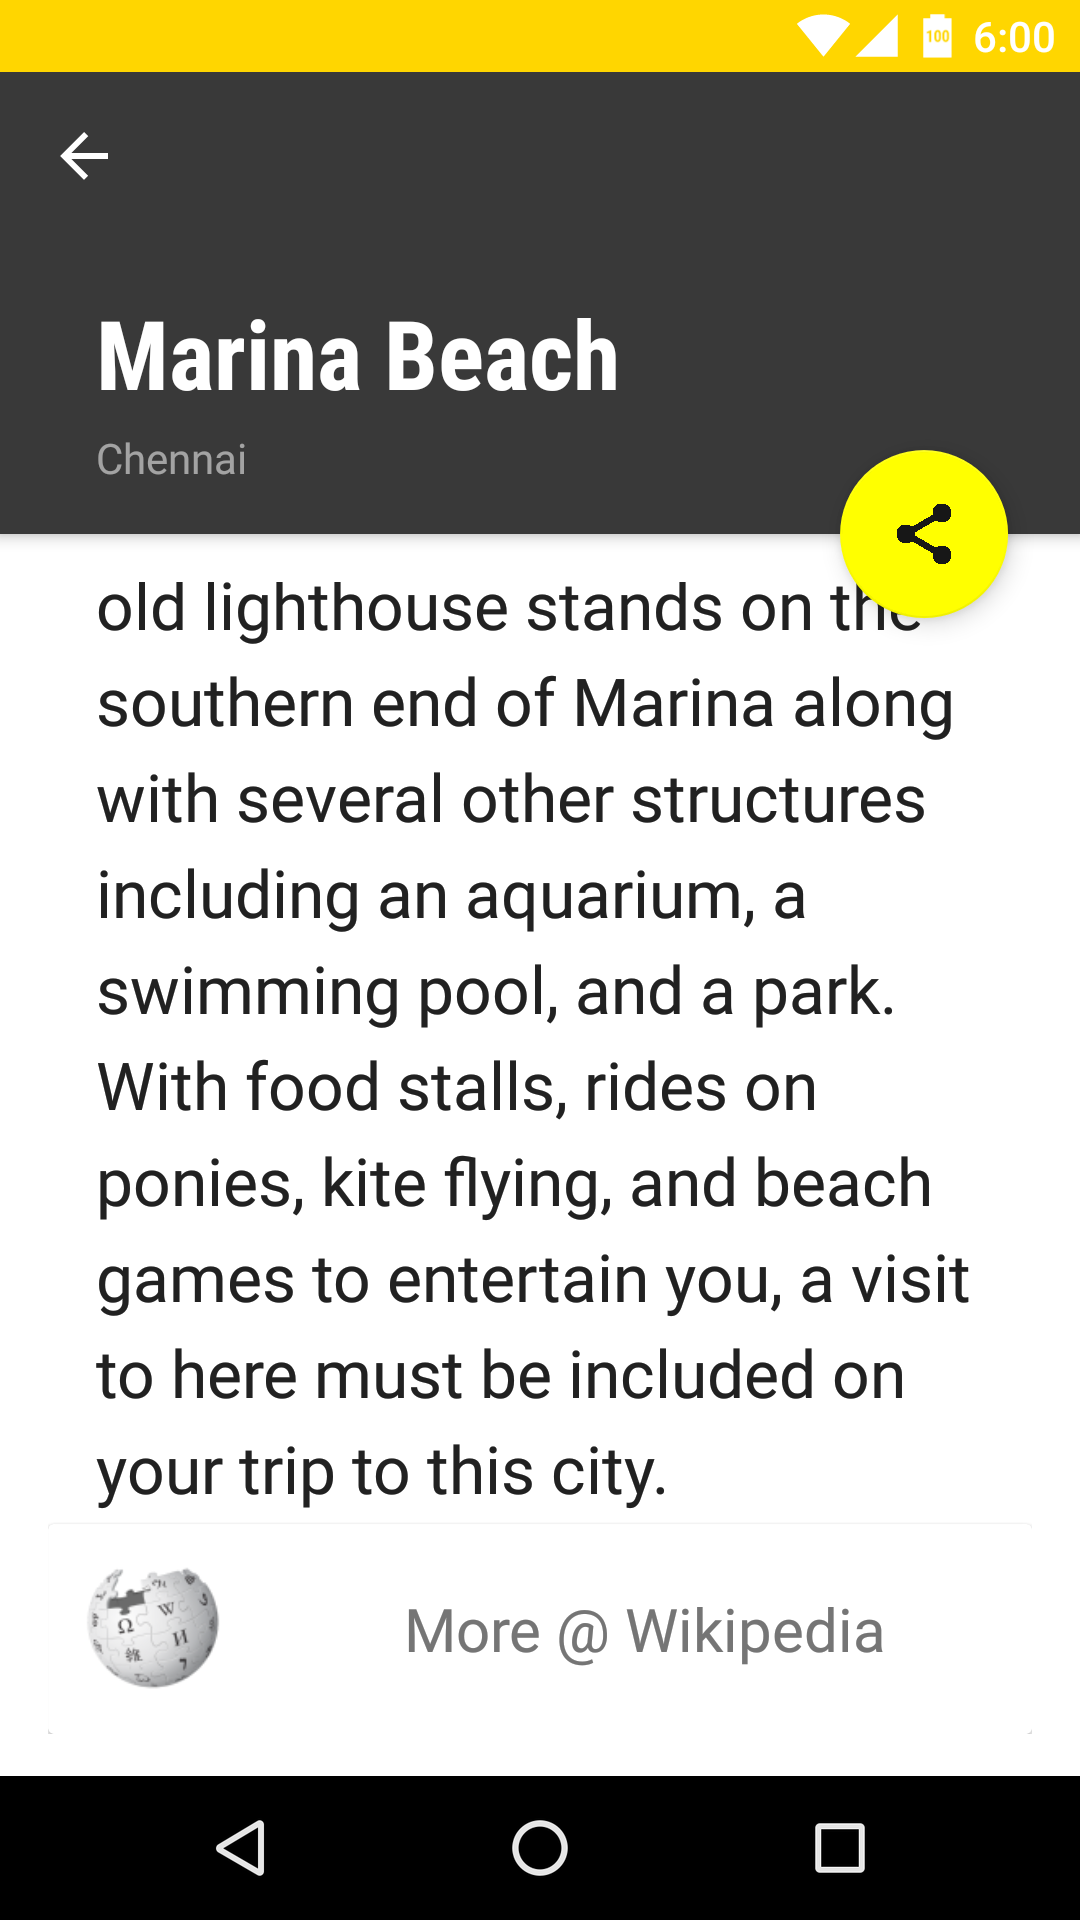 100 6:00
Marina Beach
Chennai
old lighthouse stands on the
southern end of Marina along
with several other structures
including an aquarium, a
swimming pool, and a park.
With food stalls, rides on
ponies, kite flying, and beach
games to entertain you, a visit
to here must be included on
your trip to this city.
More @ Wikipedia